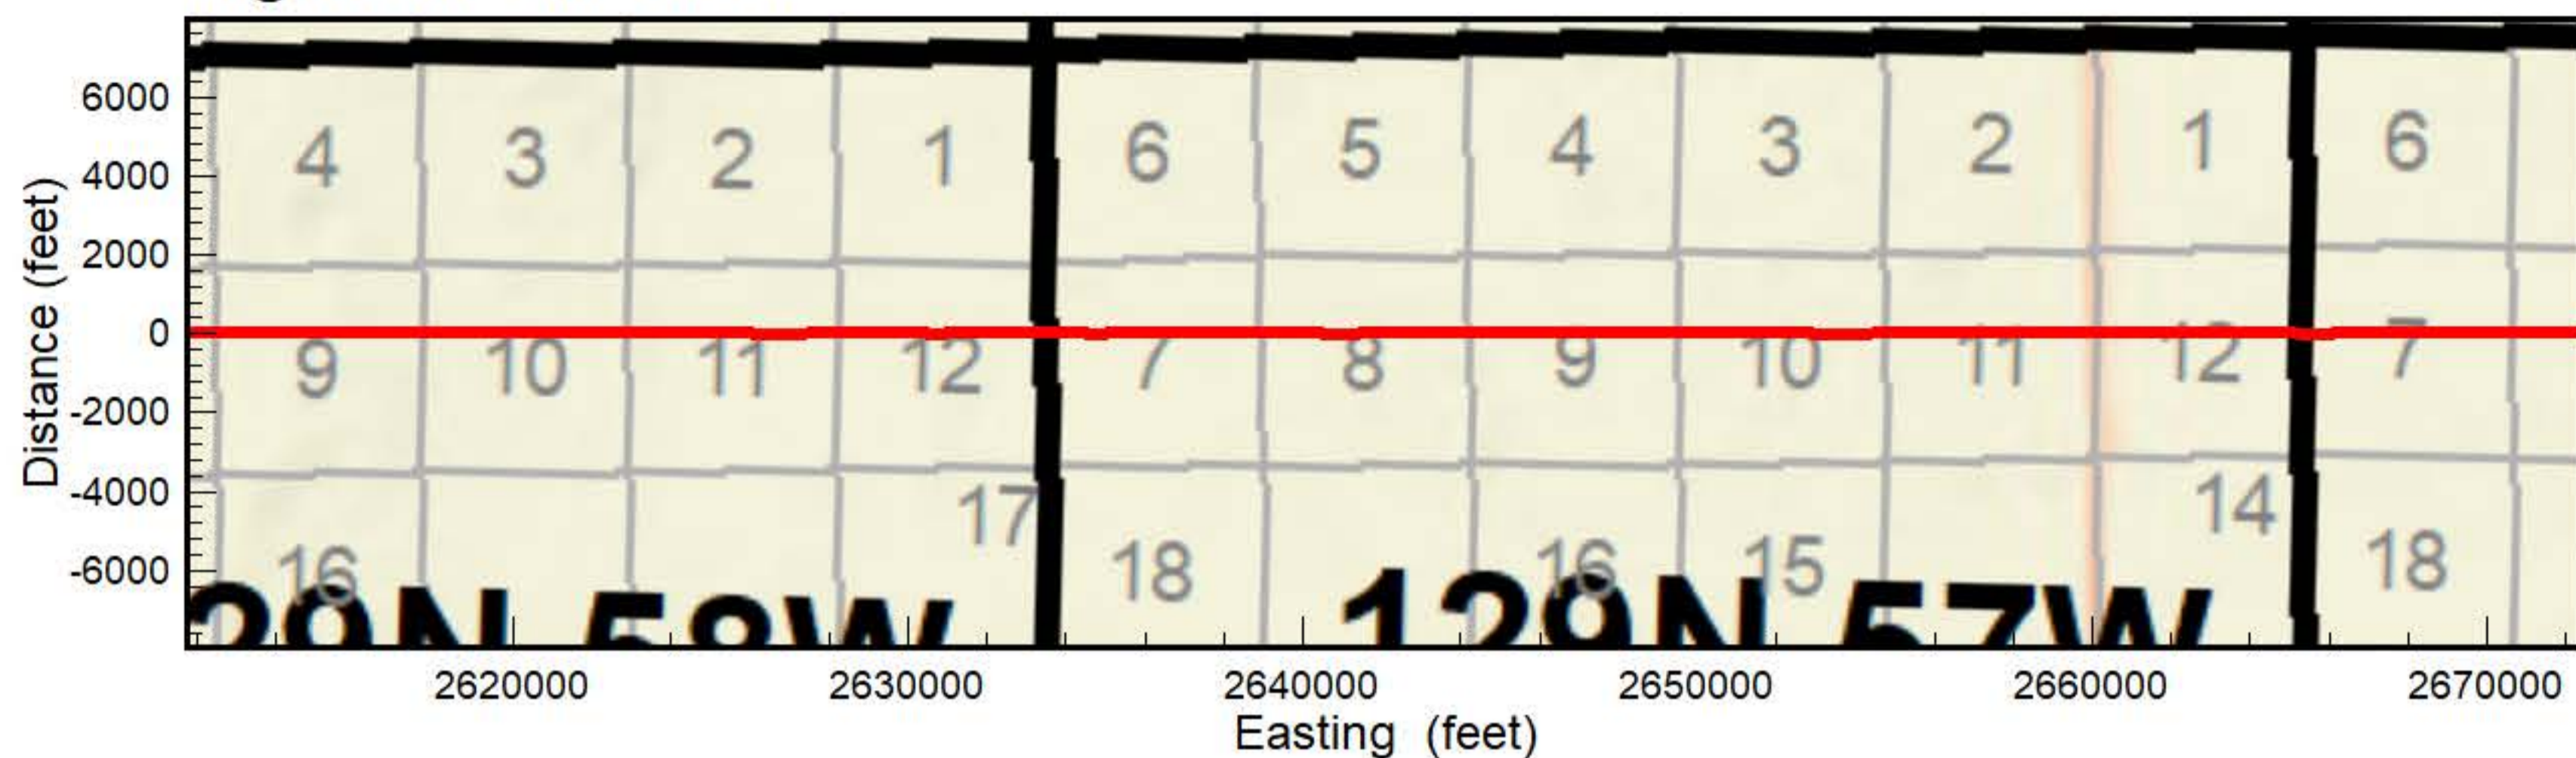 6000
4 3 2 1 6 5 4 3 2 1 6
4000
2000
0
9 10 11 12 7 8 9 10 11 12 7
-2000
-4000
17 14
-6000
16 18 16 15 18
29N 58W 129N 57W
2620000 2630000 2640000 2650000 2660000 2670000
Distance (feet)
Easting (feet)